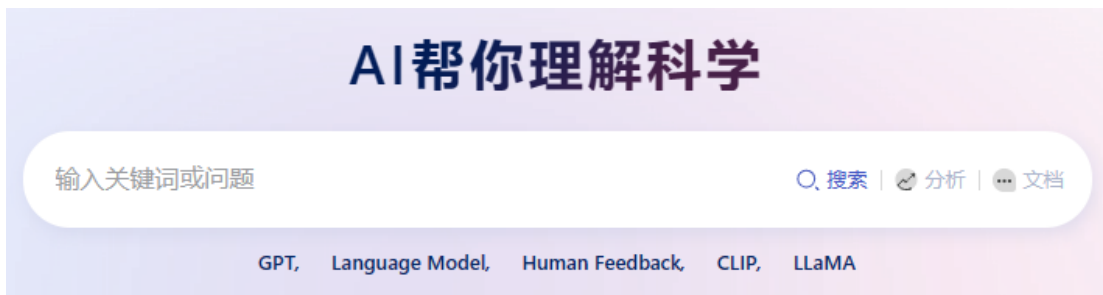 AI帮你理解科学
输入关键词或问题 搜索 | 分析 | 文档
GPT, Language Model, Human Feedback, CLIP, LLaMA